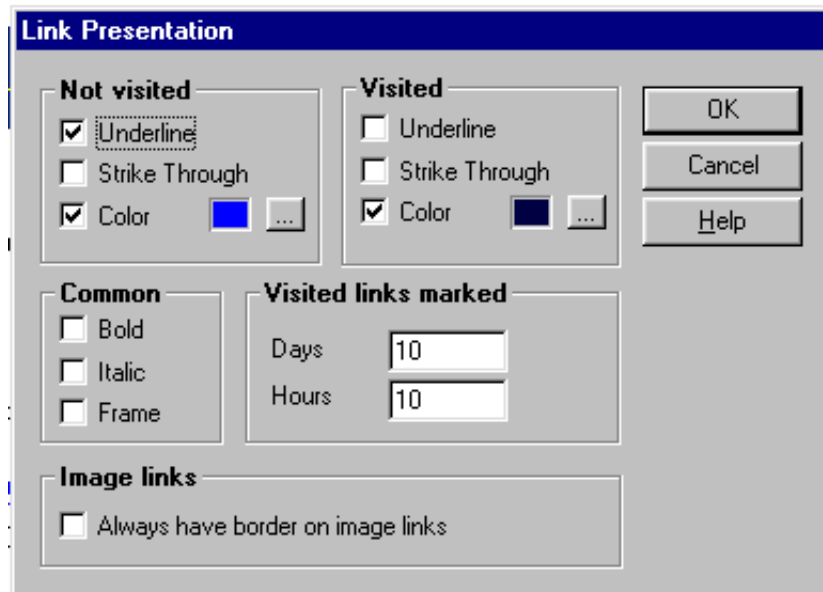 Link Presentation
Not visited
Underline
Strike Through
Color ...
Visited
Underline
Strike Through
Color ...
OK
Cancel
Help
Common
Bold
Italic
Frame
Visited links marked
Days 10
Hours 10
Image links
Always have border on image links